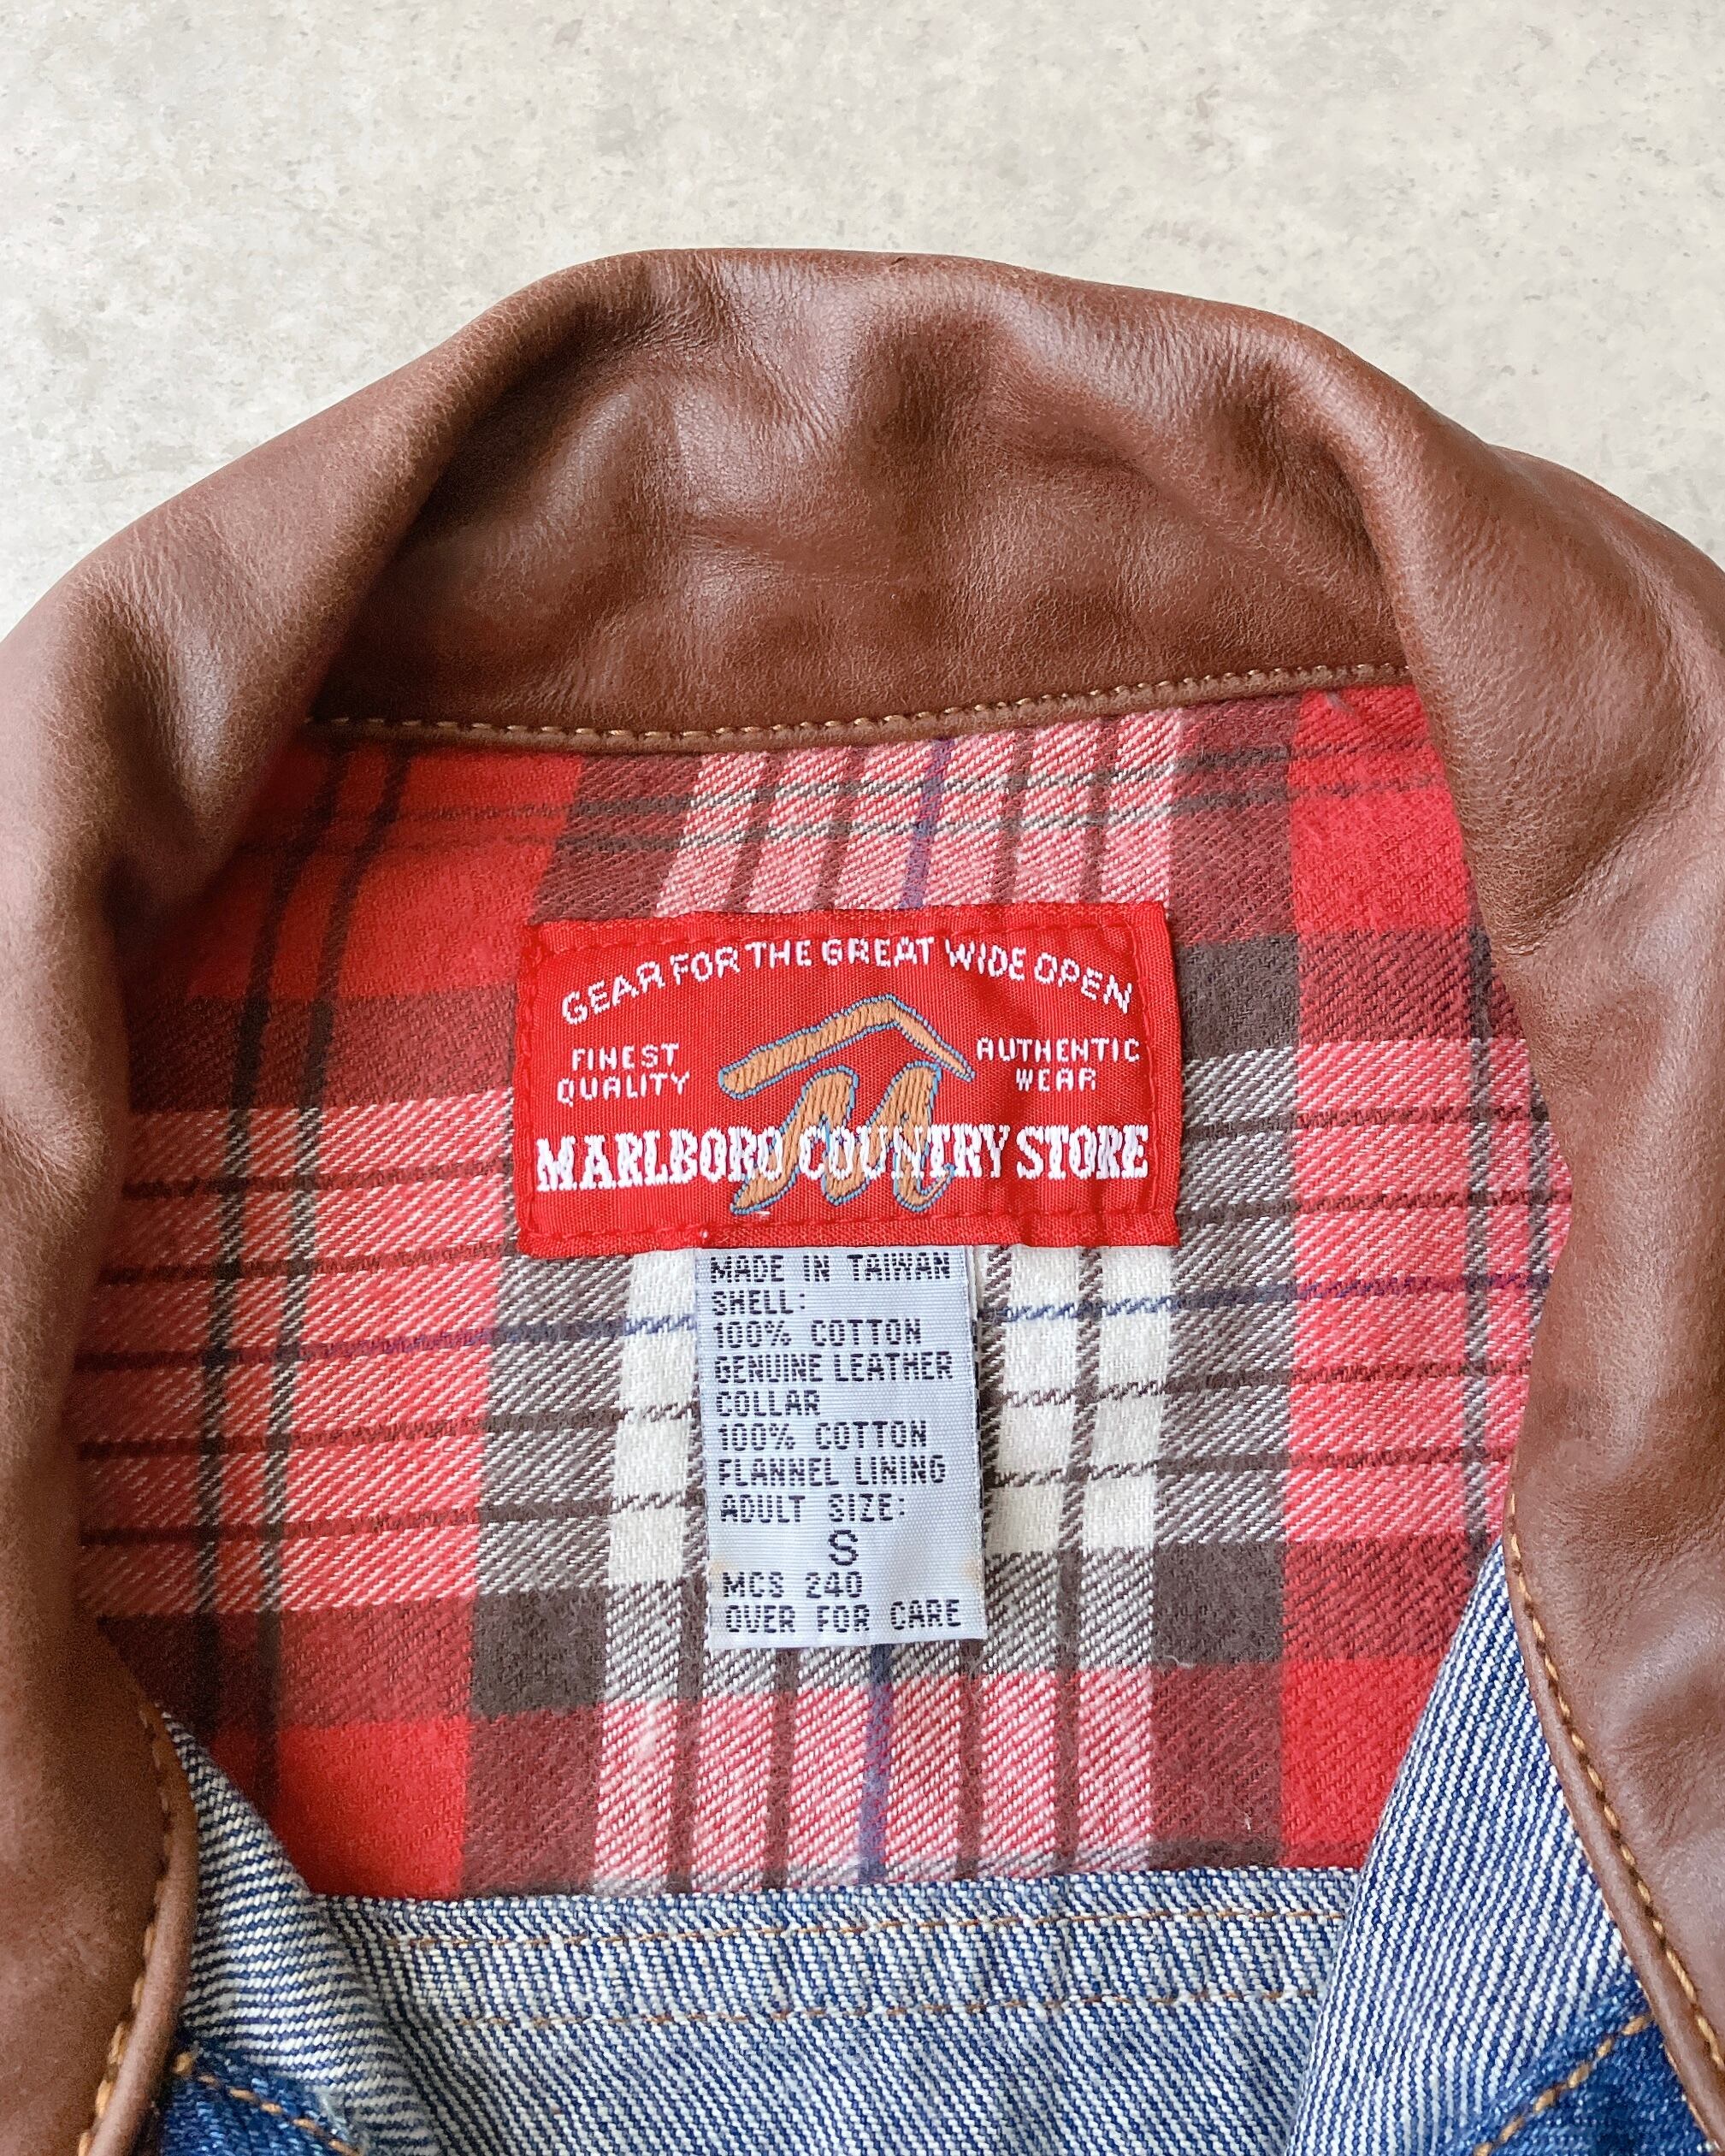 GEAR FOR THE GREAT WIDE OPEN
FINEST
QUALITY
AUTHENTIC
WEAR
MARLBORO COUNTRY STORE
MADE IN TAIWAN
SHELL:
100% COTTON
GENUINE LEATHER
COLLAR
100% COTTON
FLANNEL LINING
ADULT SIZE:
S
MCS 240
OVER FOR CARE